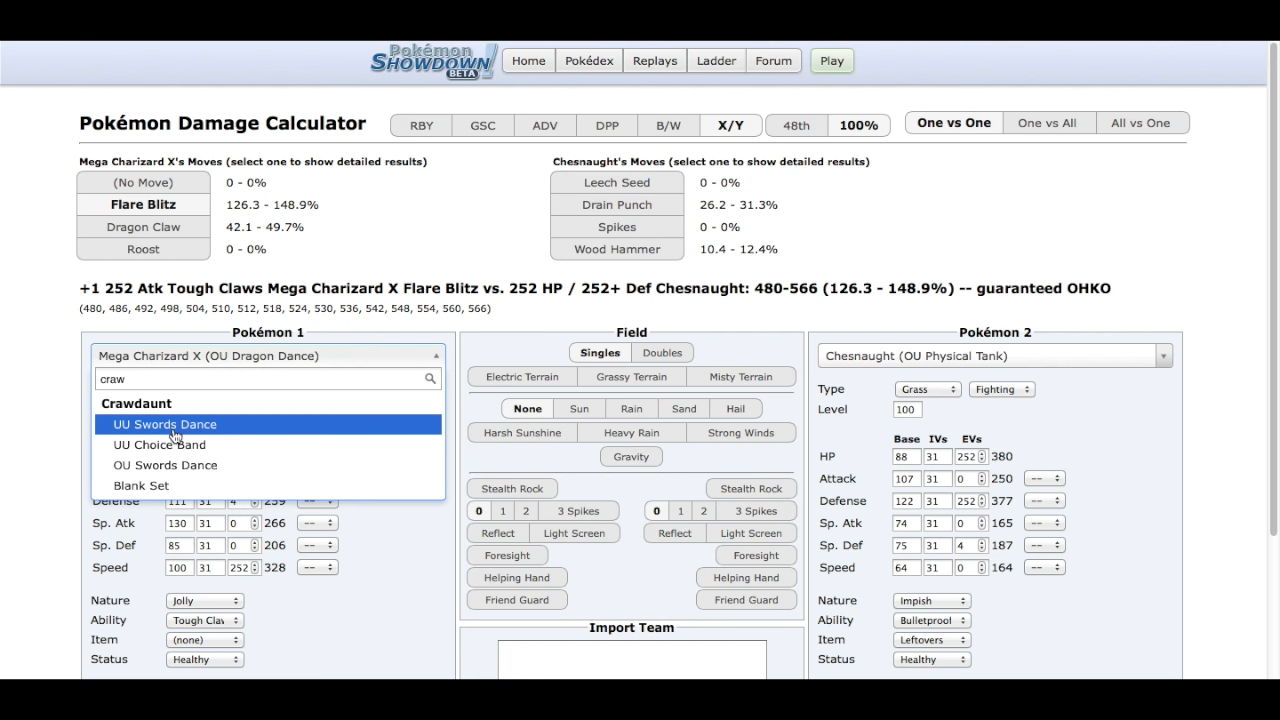 Pokémon
SHOWDOWN!
BETA
Home Pokédex Replays Ladder Forum Play
Pokémon Damage Calculator RBY GSC ADV DPP B/W X/Y 48th 100% One vs One One vs All All vs One
Mega Charizard X's Moves (select one to show detailed results) Chesnaught's Moves (select one to show detailed results)
(No Move) 0 - 0% Leech Seed 0 - 0%
Flare Blitz 126.3 - 148.9% Drain Punch 26.2 - 31.3%
Dragon Claw 42.1 - 49.7% Spikes 0 - 0%
Roost 0 - 0% Wood Hammer 10.4 - 12.4%
+1 252 Atk Tough Claws Mega Charizard X Flare Blitz vs. 252 HP / 252+ Def Chesnaught: 480-566 (126.3 - 148.9%) -- guaranteed OHKO
(480, 486, 492, 498, 504, 510, 512, 518, 524, 530, 536, 542, 548, 554, 560, 566)
Pokémon 1 Field Pokémon 2
Mega Charizard X (OU Dragon Dance) Singles Doubles Chesnaught (OU Physical Tank)
craw Electric Terrain Grassy Terrain Misty Terrain Type Grass Fighting
Crawdaunt None Sun Rain Sand Hail Level 100
UU Swords Dance Harsh Sunshine Heavy Rain Strong Winds Base IVs EVs
UU Choice Band Gravity HP 88 31 252 380
OU Swords Dance Attack 107 31 0 250 --
Blank Set Stealth Rock Stealth Rock
Defense 111 31 4 259 -- 0 1 2 3 Spikes 0 1 2 3 Spikes Defense 122 31 252 377 --
Sp. Atk 130 31 0 266 -- Reflect Light Screen Reflect Light Screen Sp. Atk 74 31 0 165 --
Sp. Def 85 31 0 206 -- Foresight Foresight Sp. Def 75 31 4 187 --
Speed 100 31 252 328 -- Helping Hand Helping Hand Speed 64 31 0 164 --
Nature Jolly Friend Guard Friend Guard Nature Impish
Ability Tough Clav Import Team Ability Bulletproof
Item (none) Item Leftovers
Status Healthy Status Healthy